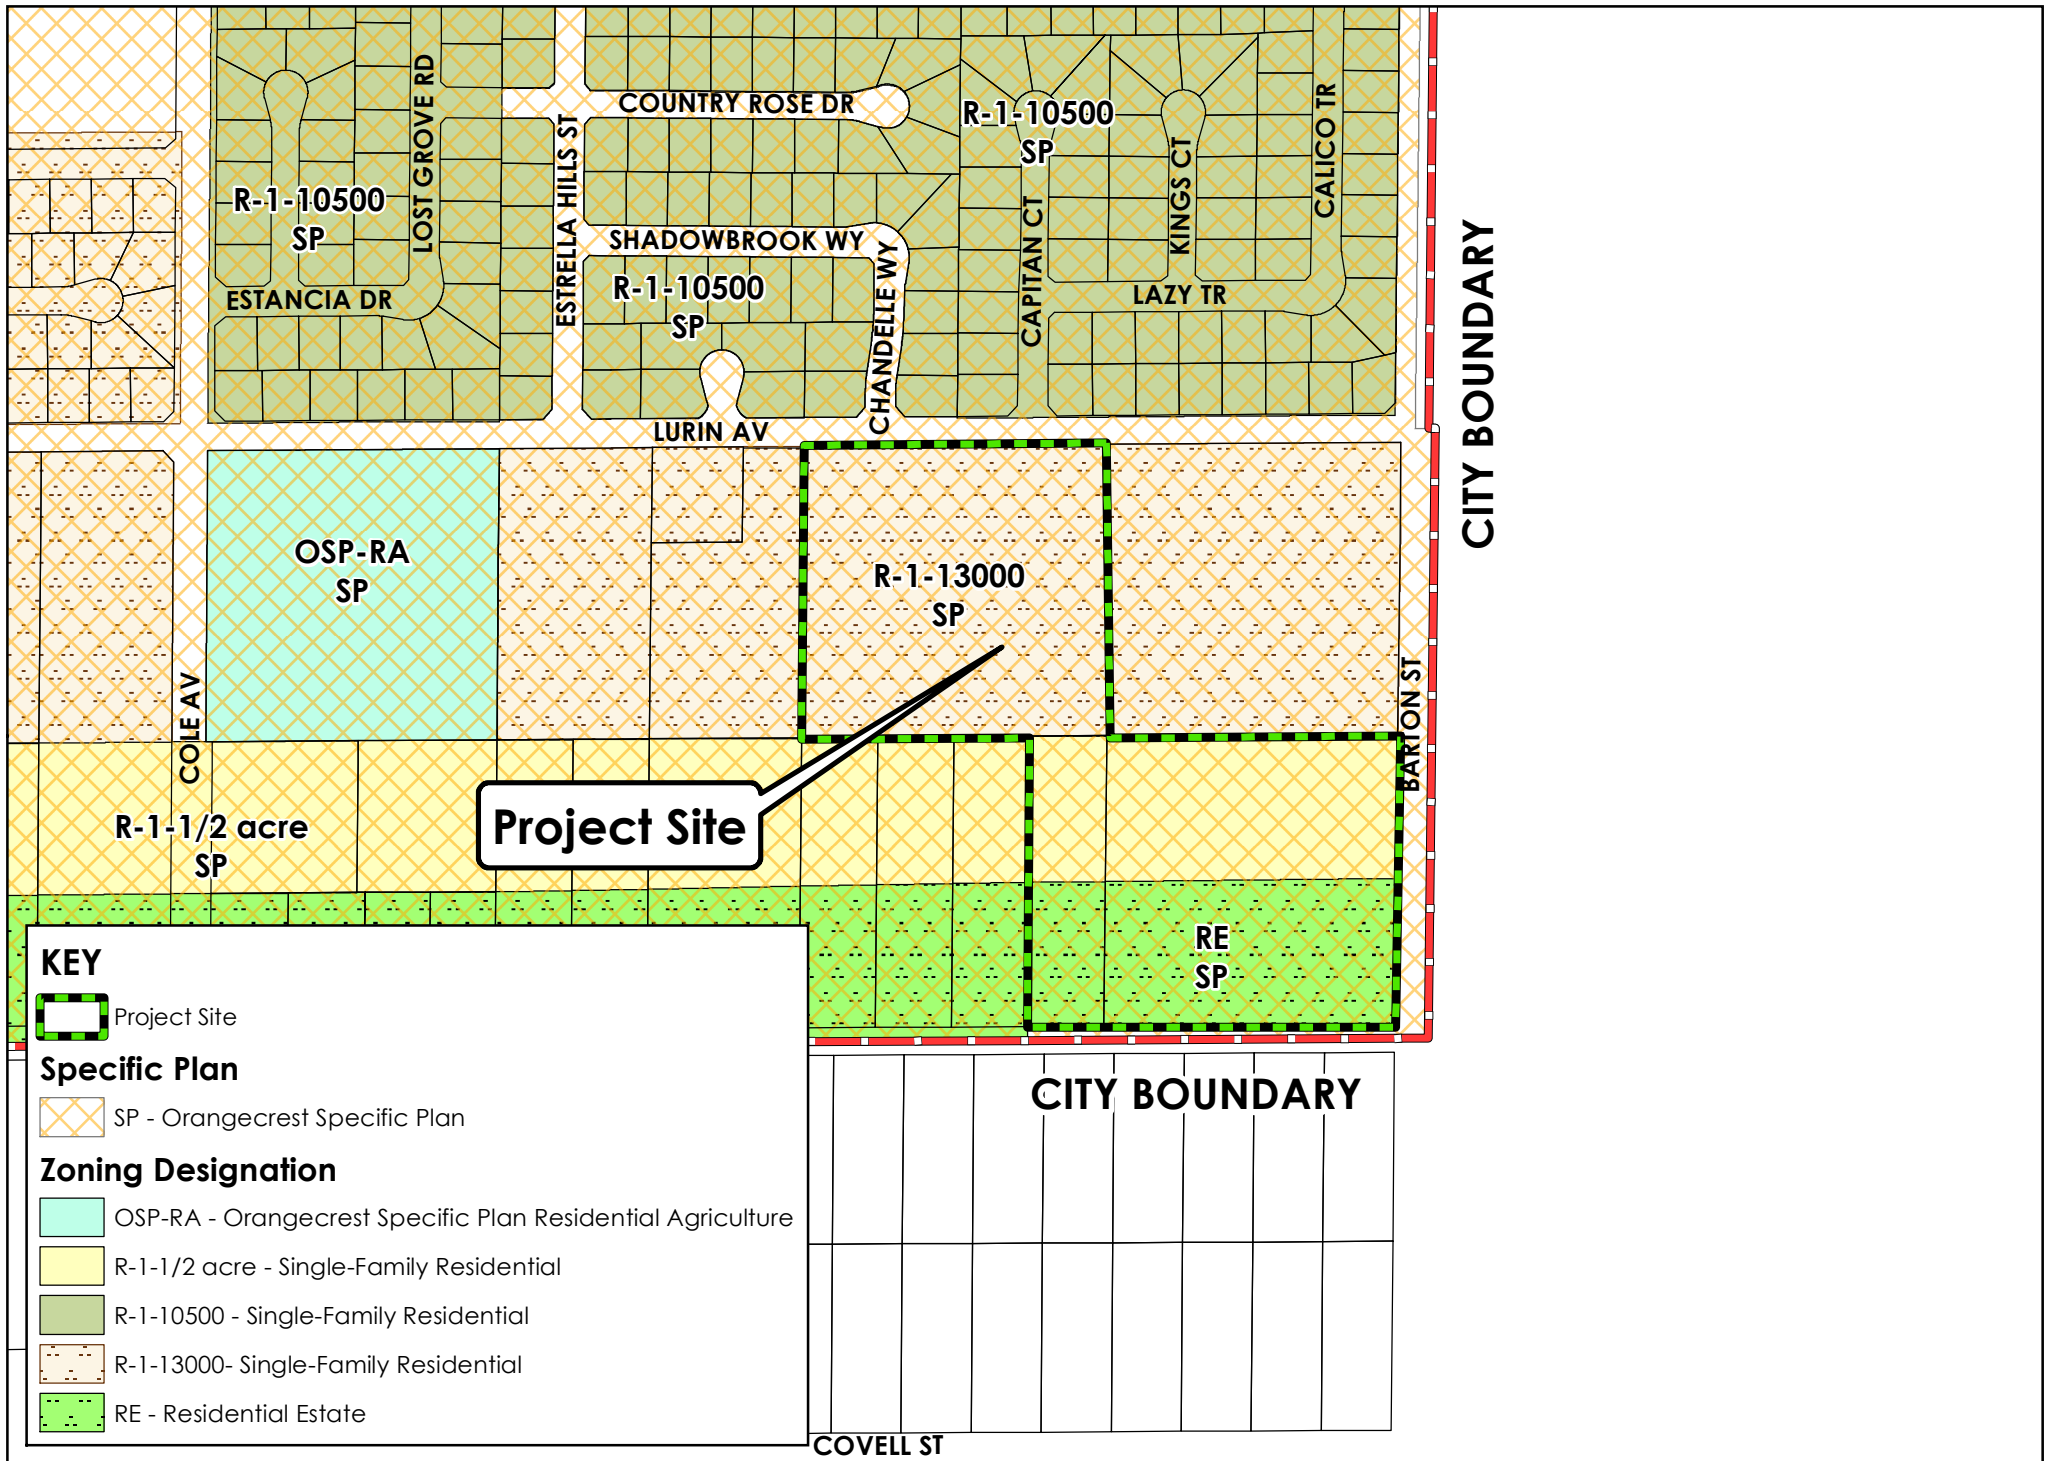 LOST GROVE RD
COUNTRY ROSE DR
R-1-10500
SP
CALICO TR
ESTRELLA HILLS ST
KINGS CT
R-1-10500
SP
CAPITAN CT
SHADOWBROOK WY
CHANDELLE WY
R-1-10500
SP
ESTANCIA DR
LAZY TR
CITY BOUNDARY
LURIN AV
OSP-RA
SP
R-1-13000
SP
COLE AV
BARTON ST
R-1-1/2 acre
SP
Project Site
RE
SP
KEY
Project Site
Specific Plan
SP - Orangecrest Specific Plan
Zoning Designation
OSP-RA - Orangecrest Specific Plan Residential Agriculture
R-1-1/2 acre - Single-Family Residential
R-1-10500 - Single-Family Residential
R-1-13000- Single-Family Residential
RE - Residential Estate
CITY BOUNDARY
COVELL ST